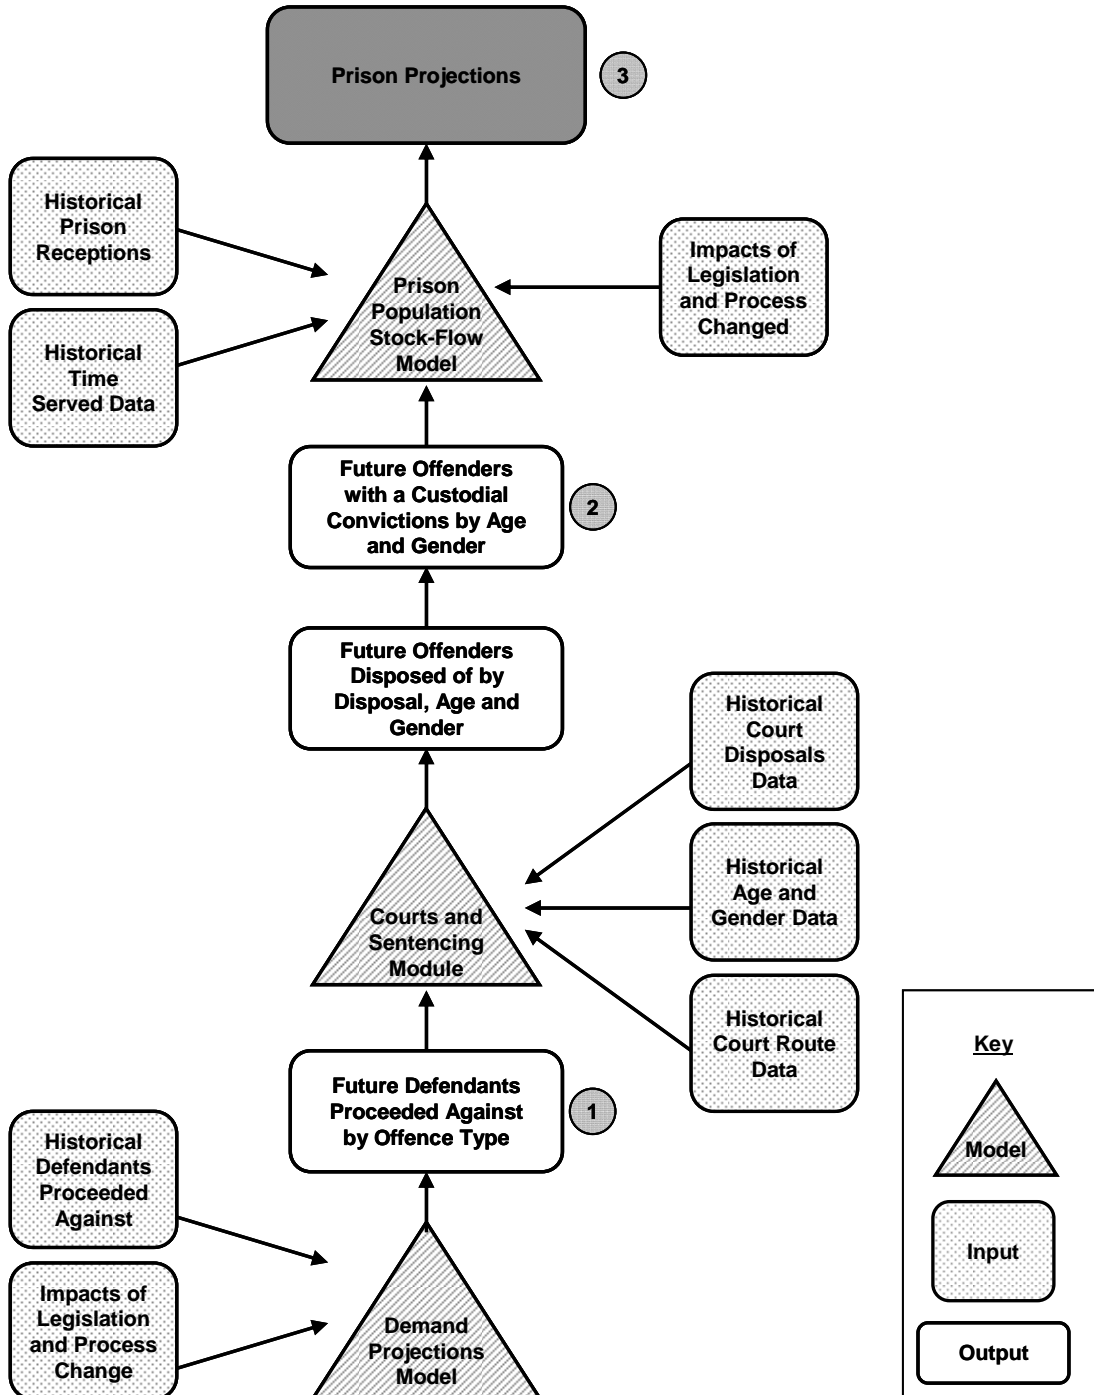 Prison Projections
3
Historical
Prison
Receptions
Impacts of
Legislation
and Process
Changed
Prison
Population
Stock-Flow
Model
Historical
Time
Served Data
Future Offenders
with a Custodial
Convictions by Age
and Gender
2
Future Offenders
Disposed of by
Disposal, Age and
Gender
Historical
Court
Disposals
Data
Historical
Age and
Gender Data
Courts and
Sentencing
Module
Historical
Court Route
Data
Future Defendants
Proceeded Against
by Offence Type
1
Historical
Defendants
Proceeded
Against
Impacts of
Legislation
and Process
Change
Demand
Projections
Model
Key
Model
Input
Output